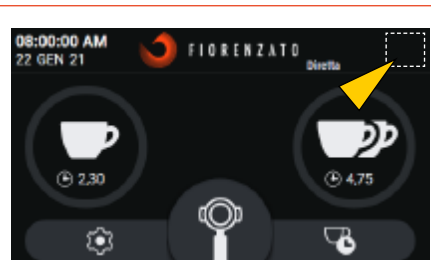 08:00:00 AM
22 GEN 21
FIORENZATO
Diretta
2,30
4,75